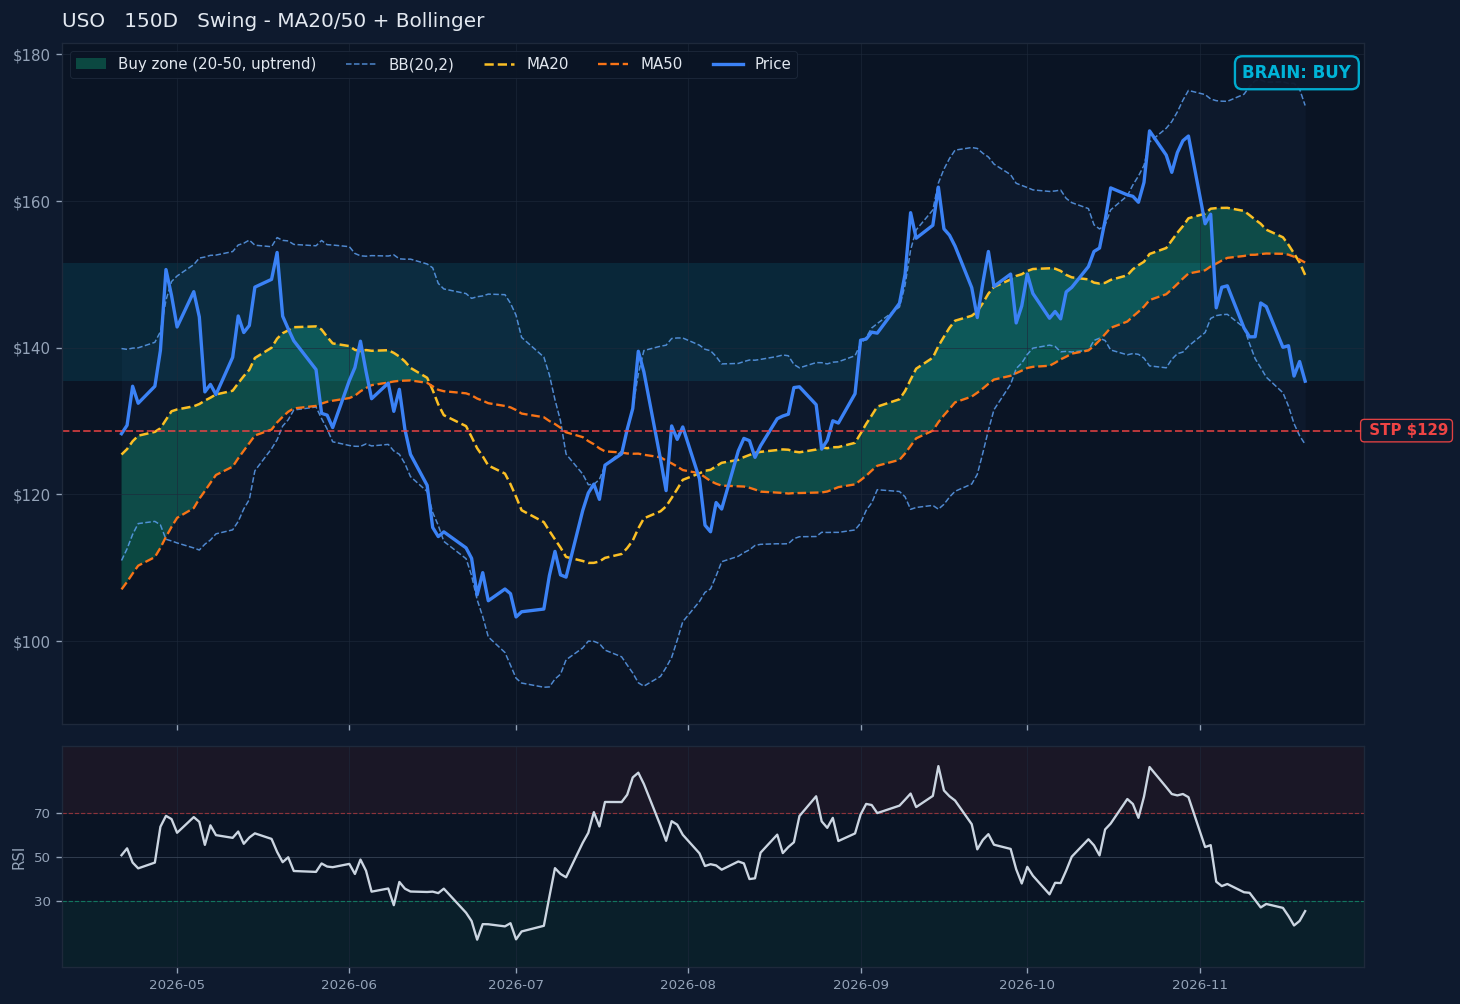 USO   150D   Swing - MA20/50 + Bollinger
Buy zone (20-50, uptrend)   BB(20,2)   MA20   MA50   Price
BRAIN: BUY
$180
$160
$140
$120
$100
STP $129
RSI
70
50
30
2026-05   2026-06   2026-07   2026-08   2026-09   2026-10   2026-11